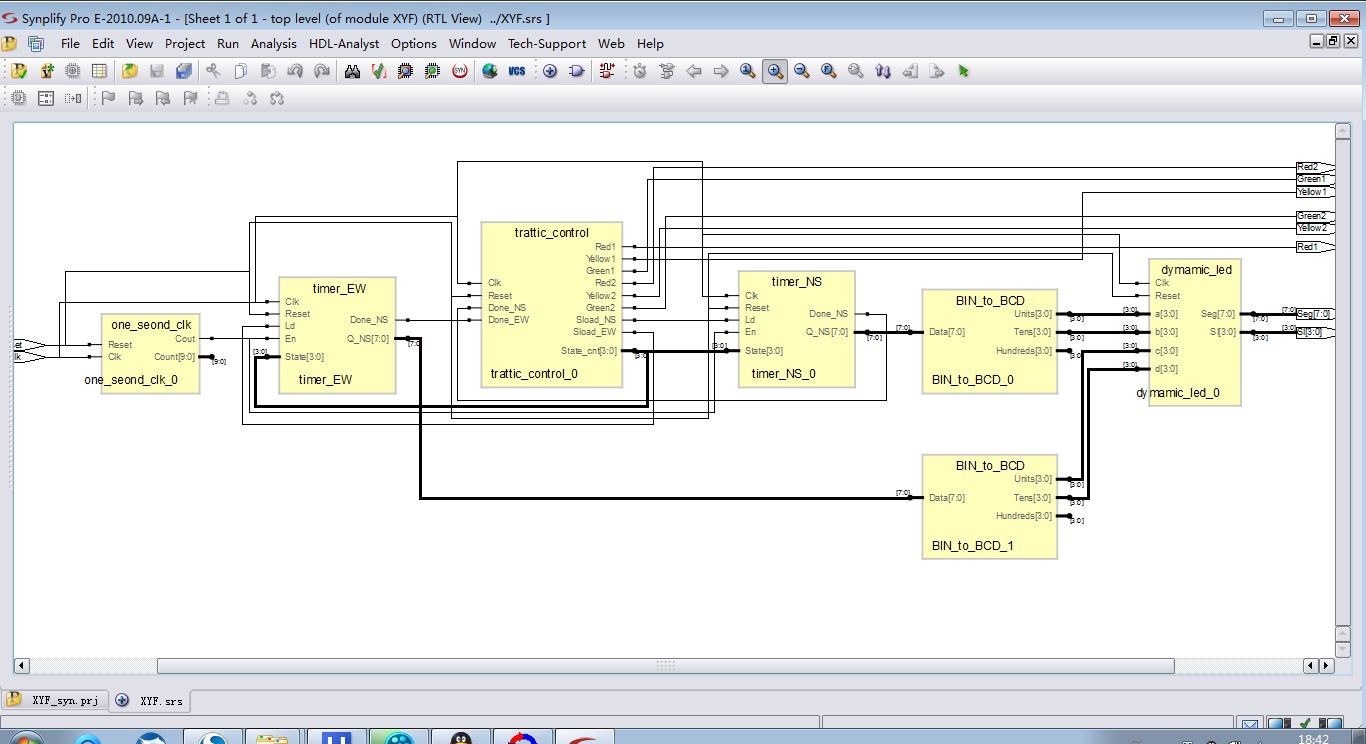 Synplify Pro E-2010.09A-1 - [Sheet 1 of 1 - top level (of module XYF) (RTL View) ../XYF.srs ]
File Edit View Project Run Analysis HDL-Analyst Options Window Tech-Support Web Help
SYN
VCS
Red2
Green1
Yellow1
Green2
Yellow2
Red1
trattic_control
Red1
Yellow1
Green1
Clk Red2
Reset Yellow2
Done_NS Green2
Done_EW Sload_NS
Sload_EW
State_cnt[3:0]
[3:0]
trattic_control_0
timer_EW
Clk
Reset
Ld Done_NS
En Q_NS[7:0]
[7:0]
[3:0]
State[3:0]
timer_EW
one_seond_clk
Cout
Reset
Clk Count[9:0]
[9:0]
one_seond_clk_0
et
lk
timer_NS
Clk
Reset Done_NS
Ld
En Q_NS[7:0]
[7:0]
[3:0]
State[3:0]
timer_NS_0
BIN_to_BCD
Units[3:0]
[3:0]
[7:0]
Data[7:0] Tens[3:0]
[3:0]
Hundreds[3:0]
[3:0]
BIN_to_BCD_0
dynamic_led
Clk
Reset
[3:0]
a[3:0] Seg[7:0]
[7:0]
[7:0]
Seg[7:0]
[3:0]
b[3:0] Sl[3:0]
[3:0]
[3:0]
Sl[3:0]
[3:0]
c[3:0]
[3:0]
d[3:0]
dynamic_led_0
BIN_to_BCD
Units[3:0]
[3:0]
[7:0]
Data[7:0] Tens[3:0]
[3:0]
Hundreds[3:0]
[3:0]
BIN_to_BCD_1
XYF_syn.prj XYF.srs
18:42